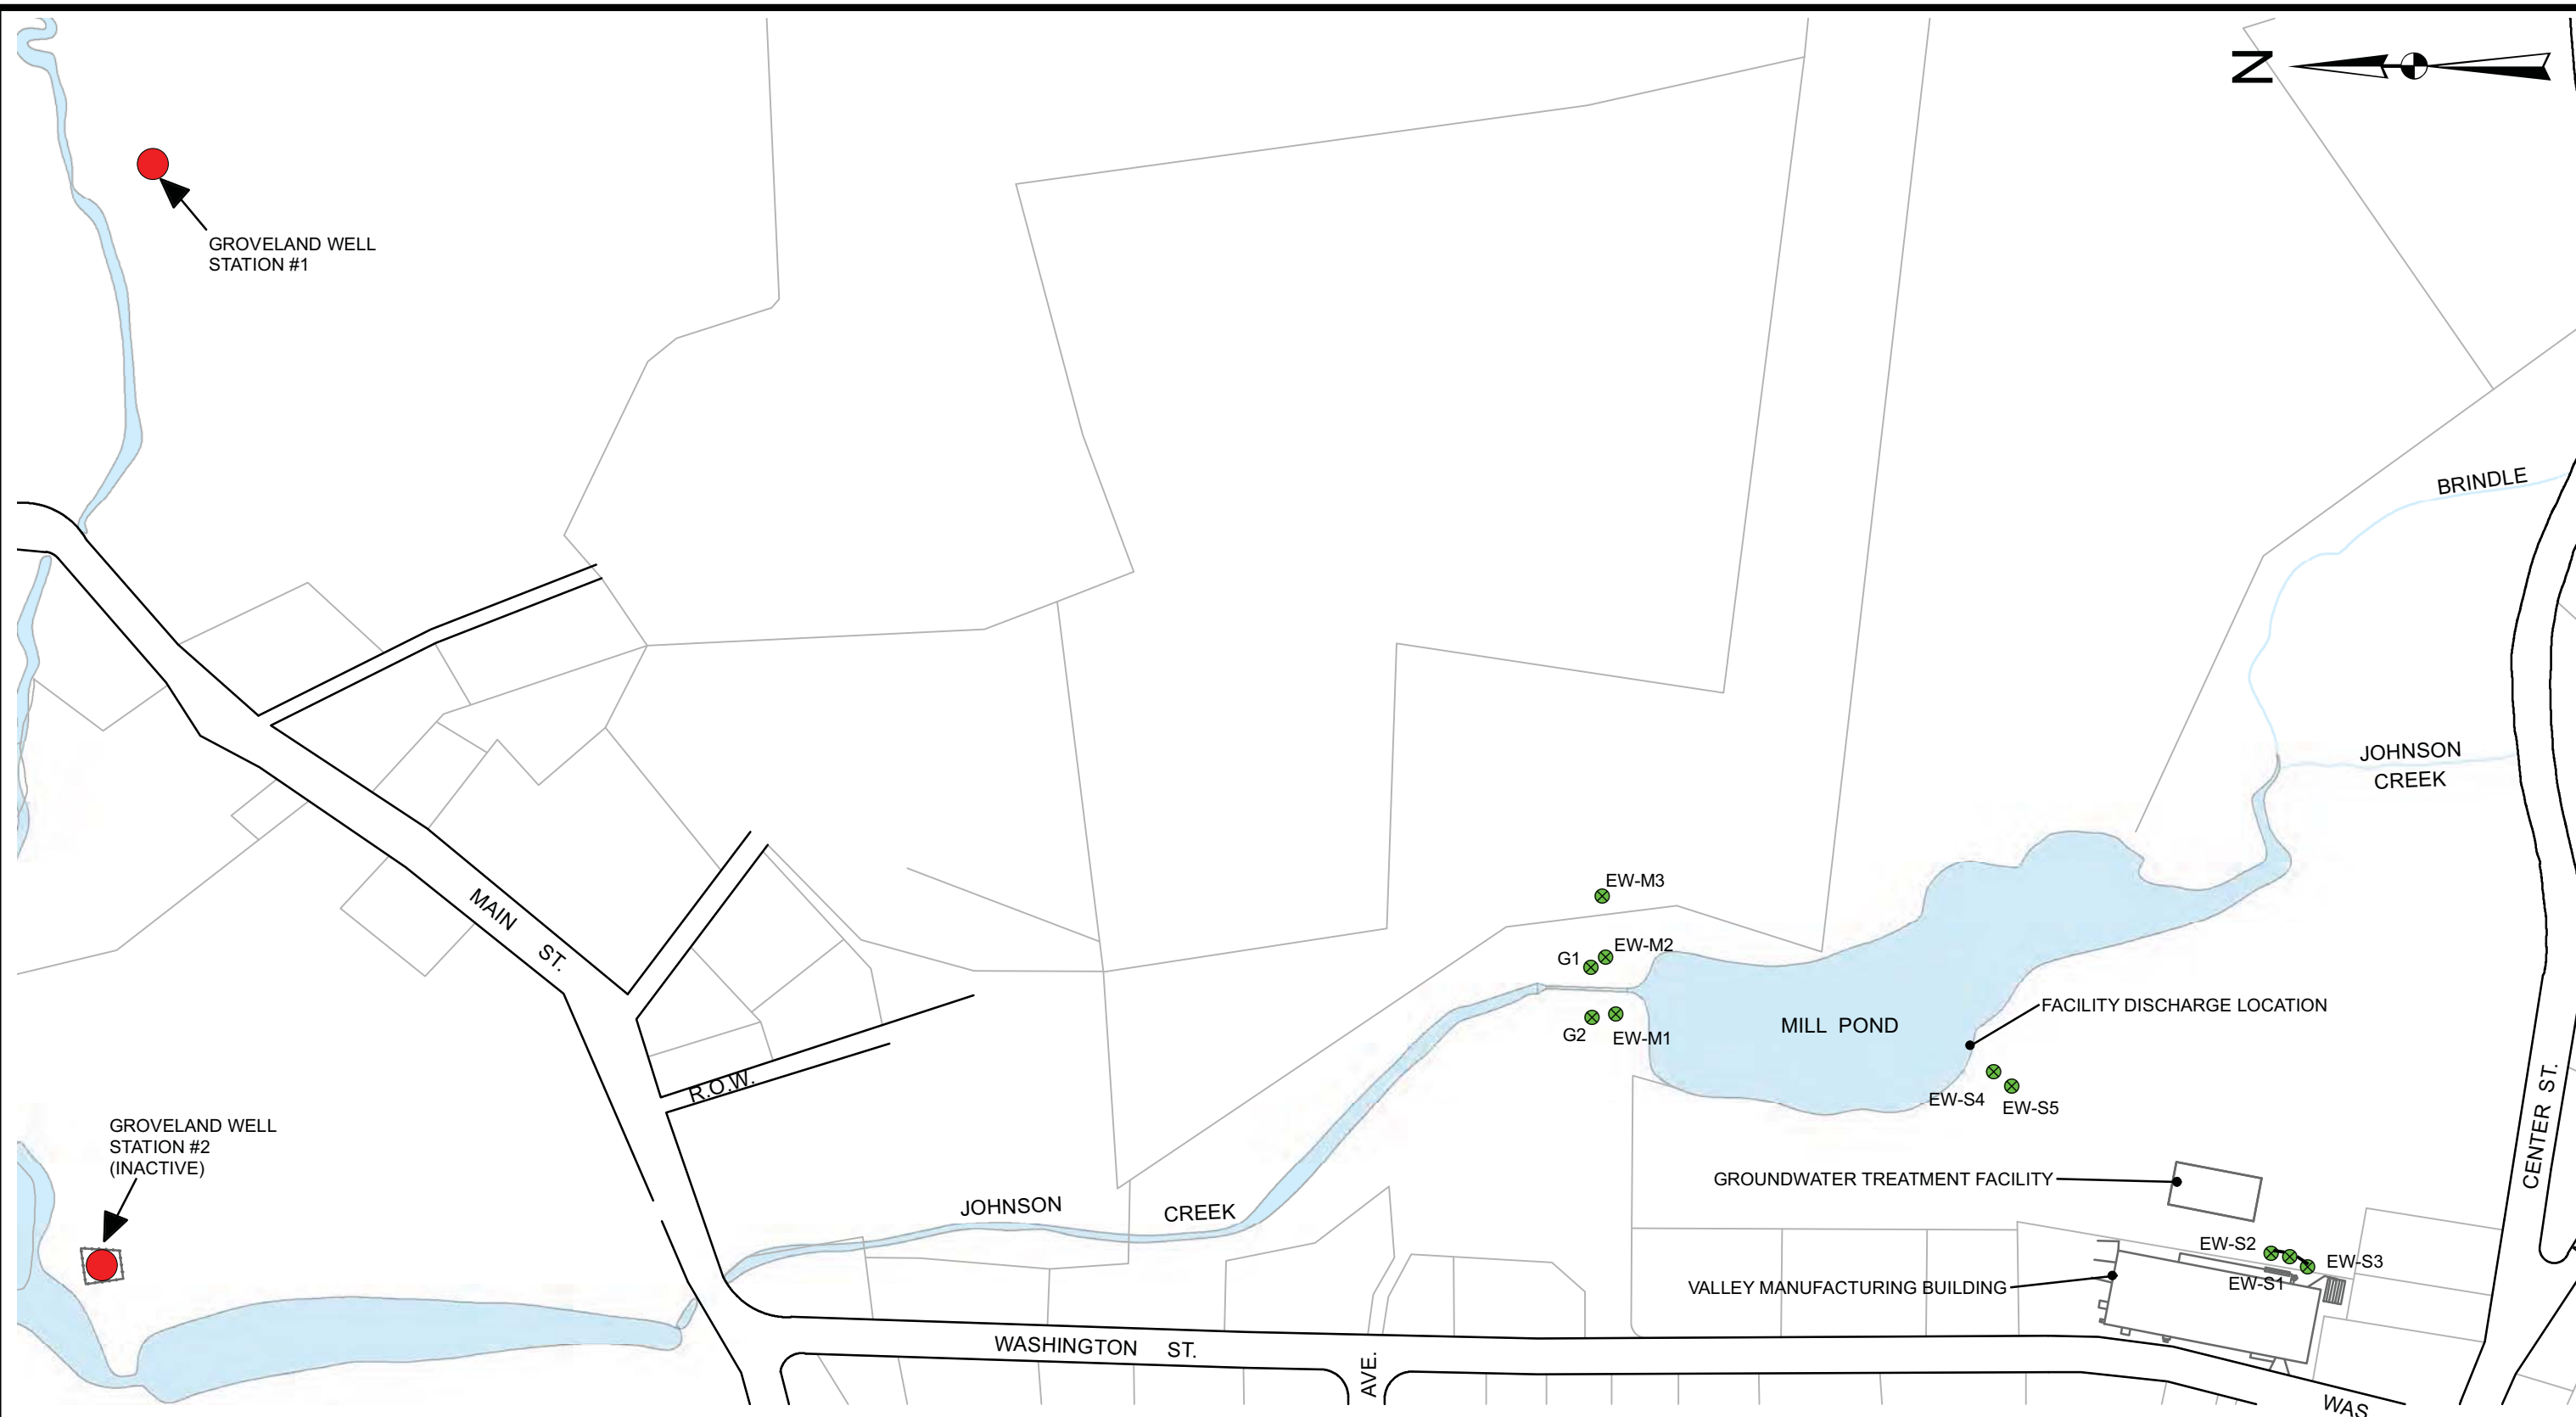 N
GROVELAND WELL
STATION #1
BRINDLE
JOHNSON
CREEK
EW-M3
MAIN ST.
EW-M2
G1
FACILITY DISCHARGE LOCATION
MILL POND
G2
EW-M1
R.O.W.
EW-S4
EW-S5
CENTER ST.
GROVELAND WELL
STATION #2
(INACTIVE)
GROUNDWATER TREATMENT FACILITY
JOHNSON CREEK
EW-S2
EW-S3
EW-S1
VALLEY MANUFACTURING BUILDING
WASHINGTON ST.
AVE.
WAS